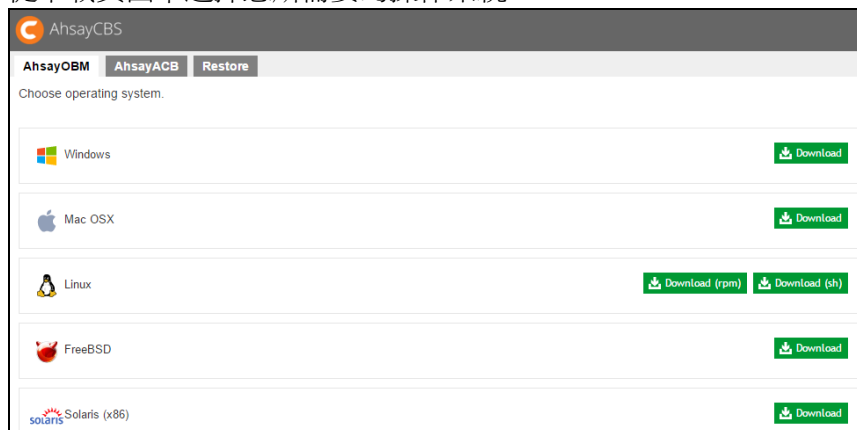 AhsayCBS
AhsayOBM AhsayACB Restore
Choose operating system.
Windows Download
Mac OSX Download
Linux Download (rpm) Download (sh)
FreeBSD Download
solaris Solaris (x86) Download